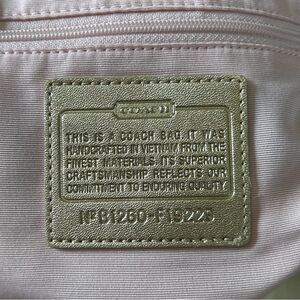 COACH
THIS IS A COACH BAG. IT WAS
HANDCRAFTED IN VIETNAM FROM THE
FINEST MATERIALS. ITS SUPERIOR
CRAFTSMANSHIP REFLECTS OUR
COMMITMENT TO ENDURING QUALITY.
Nº B1260-F19223